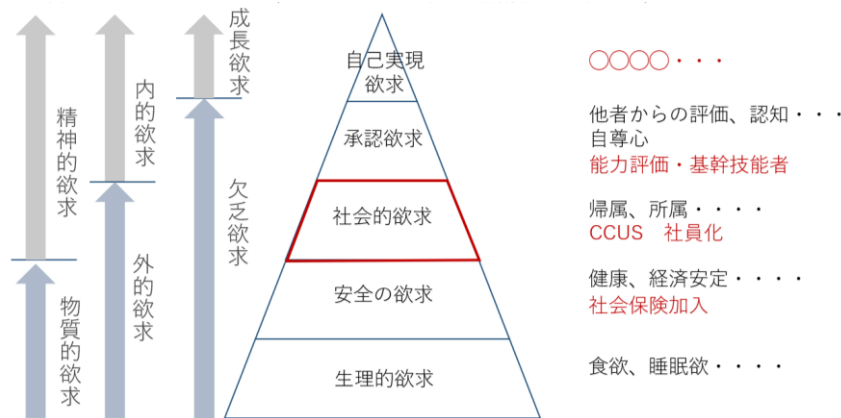 成長欲求
内的欲求
精神的欲求
欠乏欲求
外的欲求
物質的欲求
自己実現
欲求
〇〇〇〇・・・
承認欲求
他者からの評価、認知・・・
自尊心
能力評価・基幹技能者
社会的欲求
帰属、所属・・・・
CCUS 社員化
安全の欲求
健康、経済安定・・・・
社会保険加入
生理的欲求
食欲、睡眠欲・・・・